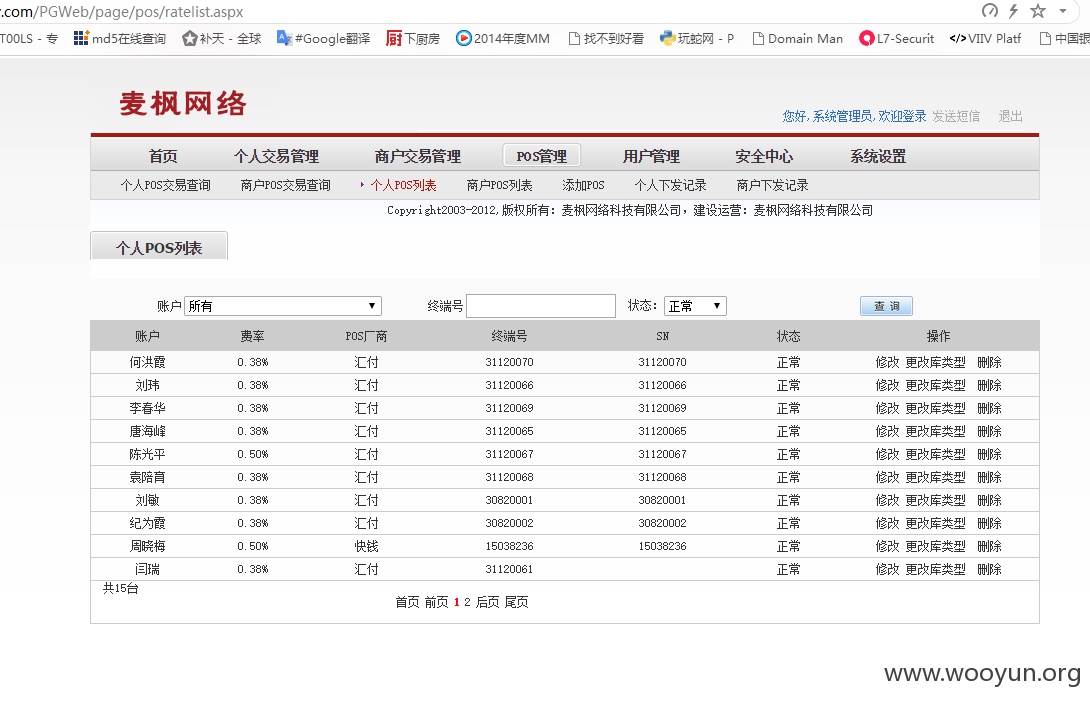 .com/PGWeb/page/pos/ratelist.aspx
T00LS - 专 md5在线查询 补天 - 全球 #Google翻译 下厨房 2014年度MM 找不到好看 玩蛇网 - P Domain Man L7-Securit VIIV Platf 中国银
麦枫网络
您好, 系统管理员, 欢迎登录 发送短信 退出
首页 个人交易管理 商户交易管理 POS管理 用户管理 安全中心 系统设置
个人POS交易查询 商户POS交易查询 个人POS列表 商户POS列表 添加POS 个人下发记录 商户下发记录
Copyright2003-2012,版权所有: 麦枫网络科技有限公司, 建设运营: 麦枫网络科技有限公司
个人POS列表
账户 所有 终端号 状态: 正常 查 询
账户 费率 POS厂商 终端号 SN 状态 操作
何洪霞 0.38% 汇付 31120070 31120070 正常 修改 更改库类型 删除
刘玮 0.38% 汇付 31120066 31120066 正常 修改 更改库类型 删除
李春华 0.38% 汇付 31120069 31120069 正常 修改 更改库类型 删除
唐海峰 0.38% 汇付 31120065 31120065 正常 修改 更改库类型 删除
陈光平 0.50% 汇付 31120067 31120067 正常 修改 更改库类型 删除
袁陪育 0.38% 汇付 31120068 31120068 正常 修改 更改库类型 删除
刘敏 0.38% 汇付 30820001 30820001 正常 修改 更改库类型 删除
纪为霞 0.38% 汇付 30820002 30820002 正常 修改 更改库类型 删除
周晓梅 0.50% 快钱 15038236 15038236 正常 修改 更改库类型 删除
闫瑞 0.38% 汇付 31120061 正常 修改 更改库类型 删除
共15台
首页 前页 1 2 后页 尾页
www.wooyun.org